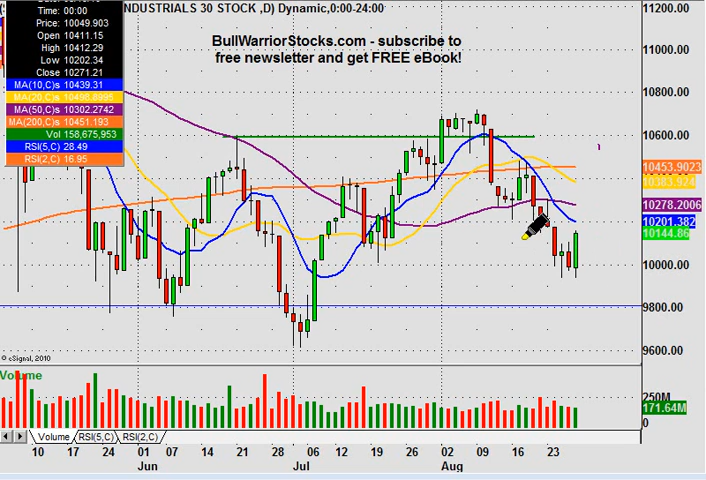 INDUSTRIALS 30 STOCK ,D) Dynamic,0:00-24:00
Time: 00:00
Price: 10049.903
Open 10411.15
High 10412.29
Low 10202.34
Close 10271.21
MA(10,C)s 10439.31
MA(50,C)s 10302.2742
MA(200,C)s 10451.193
Vol 158,675,953
RSI(5,C) 28.49
RSI(2,C) 16.95
BullWarriorStocks.com - subscribe to
free newsletter and get FREE eBook!
11200.00
11000.00
10800.00
10600.00
10453.9023
10383.924
10278.2006
10201.382
10144.86
10000.00
9800.00
9600.00
© eSignal, 2010
Volume
250M
171.64M
0
Volume RSI(5,C) RSI(2,C)
10 17 24 01 07 14 21 28 06 12 19 26 02 09 16 23
Jun Jul Aug